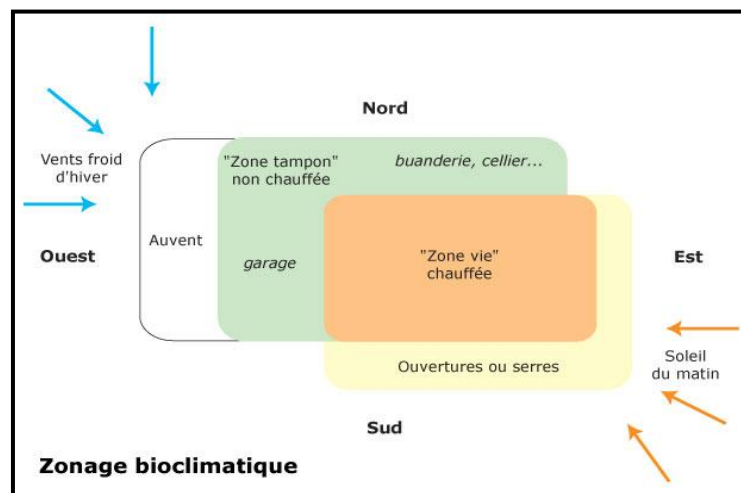 Nord
Vents froid
d'hiver
"Zone tampon"
non chauffée
buanderie, cellier...
Auvent
Ouest
garage
"Zone vie"
chauffée
Est
Ouvertures ou serres
Soleil
du matin
Sud
Zonage bioclimatique